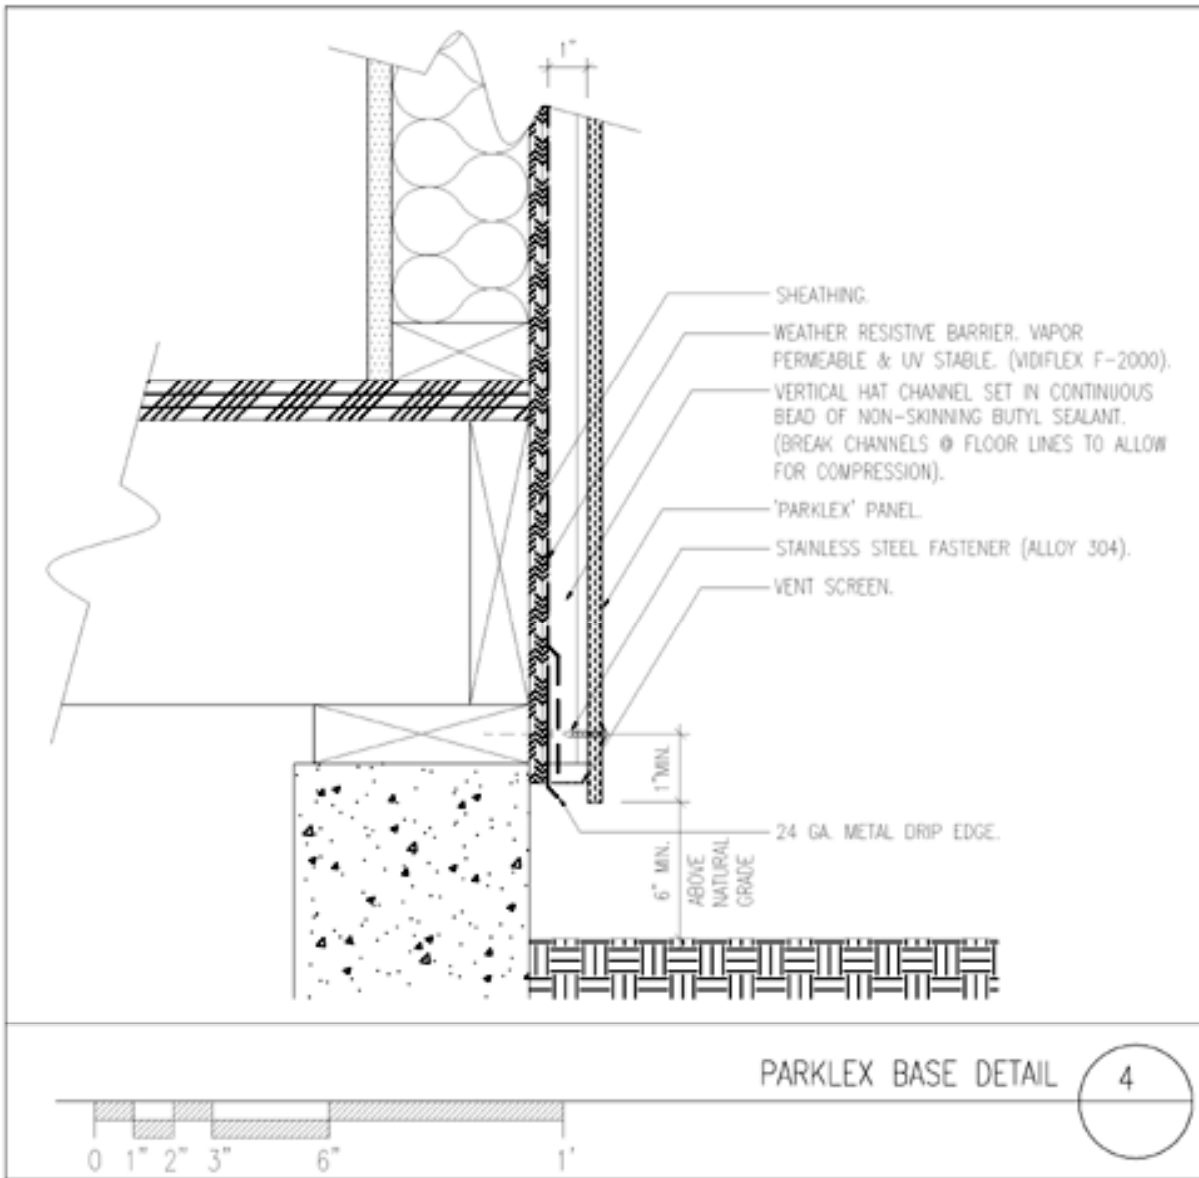 1"
SHEATHING.
WEATHER RESISTIVE BARRIER. VAPOR
PERMEABLE & UV STABLE. (VIDIFLEX F-2000).
VERTICAL HAT CHANNEL SET IN CONTINUOUS
BEAD OF NON-SKINNING BUTYL SEALANT.
(BREAK CHANNELS @ FLOOR LINES TO ALLOW
FOR COMPRESSION).
'PARKLEX' PANEL.
STAINLESS STEEL FASTENER (ALLOY 304).
VENT SCREEN.
1"MIN.
24 GA. METAL DRIP EDGE.
6" MIN.
ABOVE
NATURAL
GRADE
PARKLEX BASE DETAIL
4
0 1" 2" 3" 6" 1'